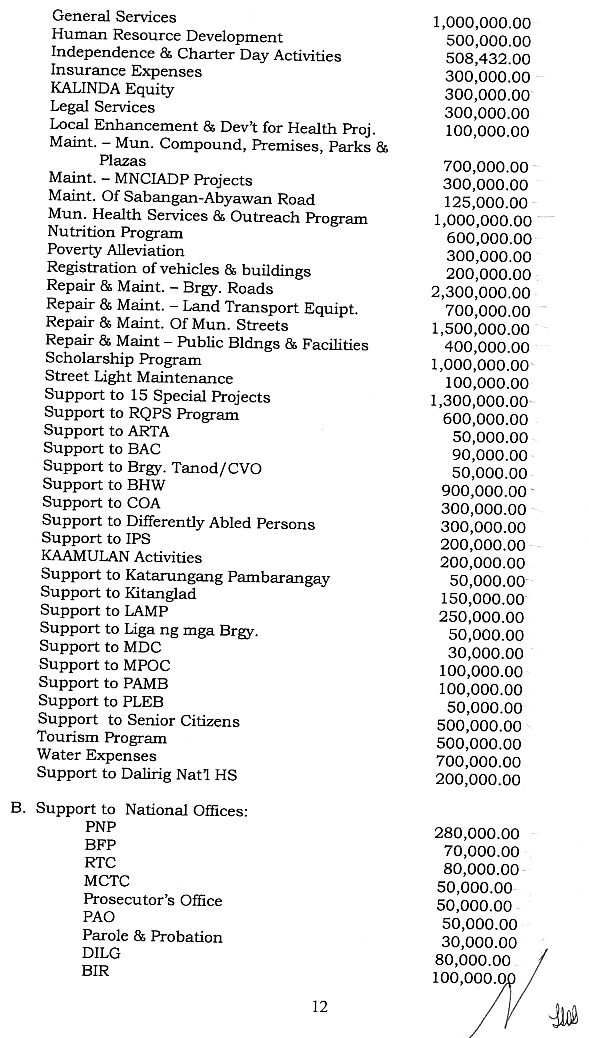 General Services 1,000,000.00
Human Resource Development 500,000.00
Independence & Charter Day Activities 508,432.00
Insurance Expenses 300,000.00
KALINDA Equity 300,000.00
Legal Services 300,000.00
Local Enhancement & Dev't for Health Proj. 100,000.00
Maint. – Mun. Compound, Premises, Parks &
Plazas 700,000.00
Maint. – MNCIADP Projects 300,000.00
Maint. Of Sabangan-Abyawan Road 125,000.00
Mun. Health Services & Outreach Program 1,000,000.00
Nutrition Program 600,000.00
Poverty Alleviation 300,000.00
Registration of vehicles & buildings 200,000.00
Repair & Maint. – Brgy. Roads 2,300,000.00
Repair & Maint. – Land Transport Equipt. 700,000.00
Repair & Maint. Of Mun. Streets 1,500,000.00
Repair & Maint – Public Bldngs & Facilities 400,000.00
Scholarship Program 1,000,000.00
Street Light Maintenance 100,000.00
Support to 15 Special Projects 1,300,000.00
Support to RQPS Program 600,000.00
Support to ARTA 50,000.00
Support to BAC 90,000.00
Support to Brgy. Tanod/CVO 50,000.00
Support to BHW 900,000.00
Support to COA 300,000.00
Support to Differently Abled Persons 300,000.00
Support to IPS 200,000.00
KAAMULAN Activities 200,000.00
Support to Katarungang Pambarangay 50,000.00
Support to Kitanglad 150,000.00
Support to LAMP 250,000.00
Support to Liga ng mga Brgy. 50,000.00
Support to MDC 30,000.00
Support to MPOC 100,000.00
Support to PAMB 100,000.00
Support to PLEB 50,000.00
Support to Senior Citizens 500,000.00
Tourism Program 500,000.00
Water Expenses 700,000.00
Support to Dalirig Nat'l HS 200,000.00
B. Support to National Offices:
PNP 280,000.00
BFP 70,000.00
RTC 80,000.00
MCTC 50,000.00
Prosecutor's Office 50,000.00
PAO 50,000.00
Parole & Probation 30,000.00
DILG 80,000.00
BIR 100,000.00
12